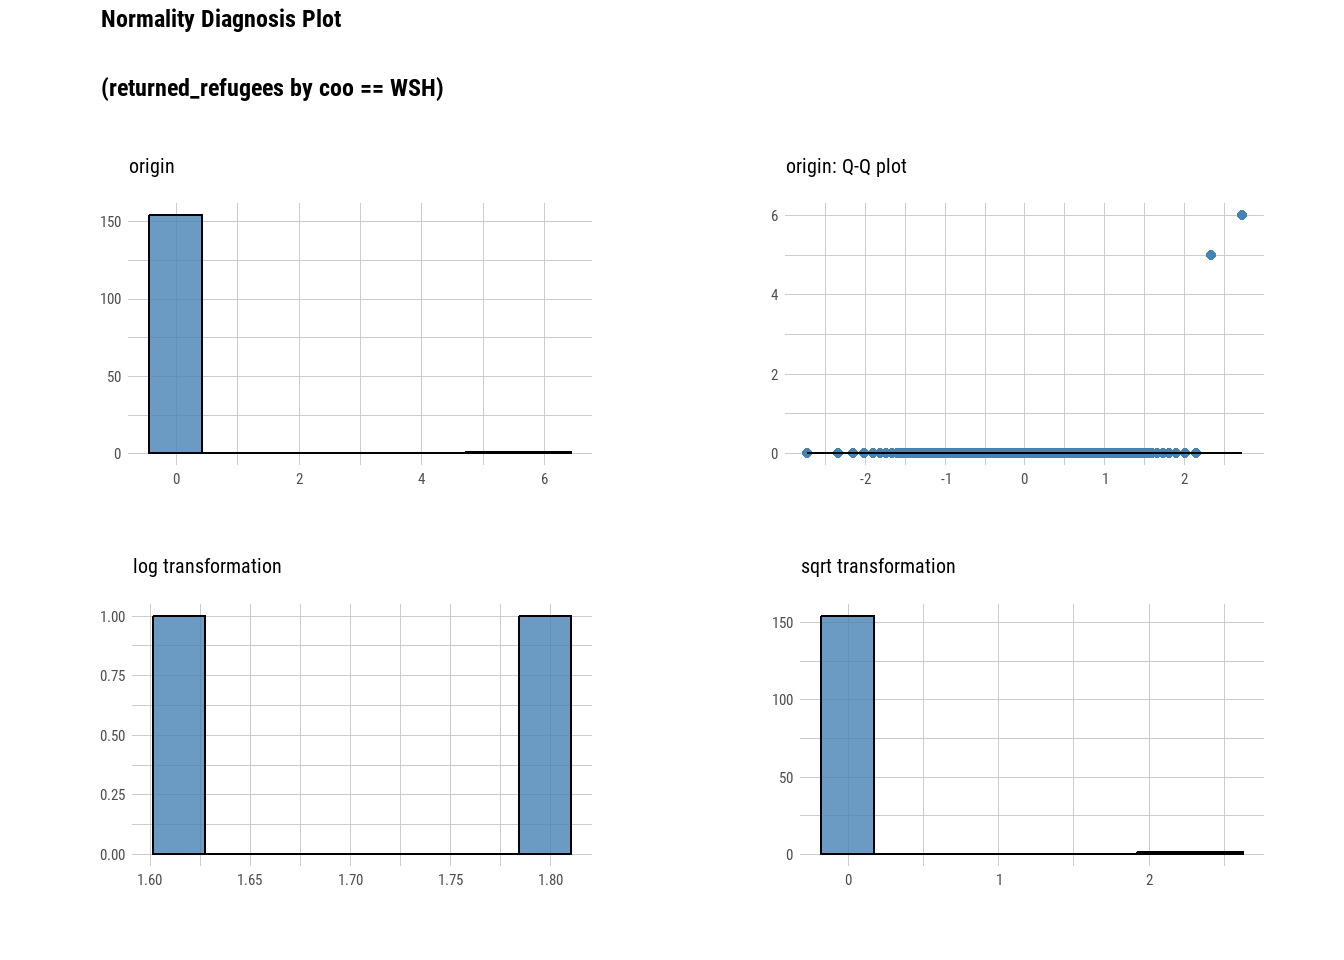 Normality Diagnosis Plot
(returned_refugees by coo == WSH)
origin
150
100
50
0
0 2 4 6
origin: Q-Q plot
6
4
2
0
-2 -1 0 1 2
log transformation
1.00
0.75
0.50
0.25
0.00
1.60 1.65 1.70 1.75 1.80
sqrt transformation
150
100
50
0
0 1 2